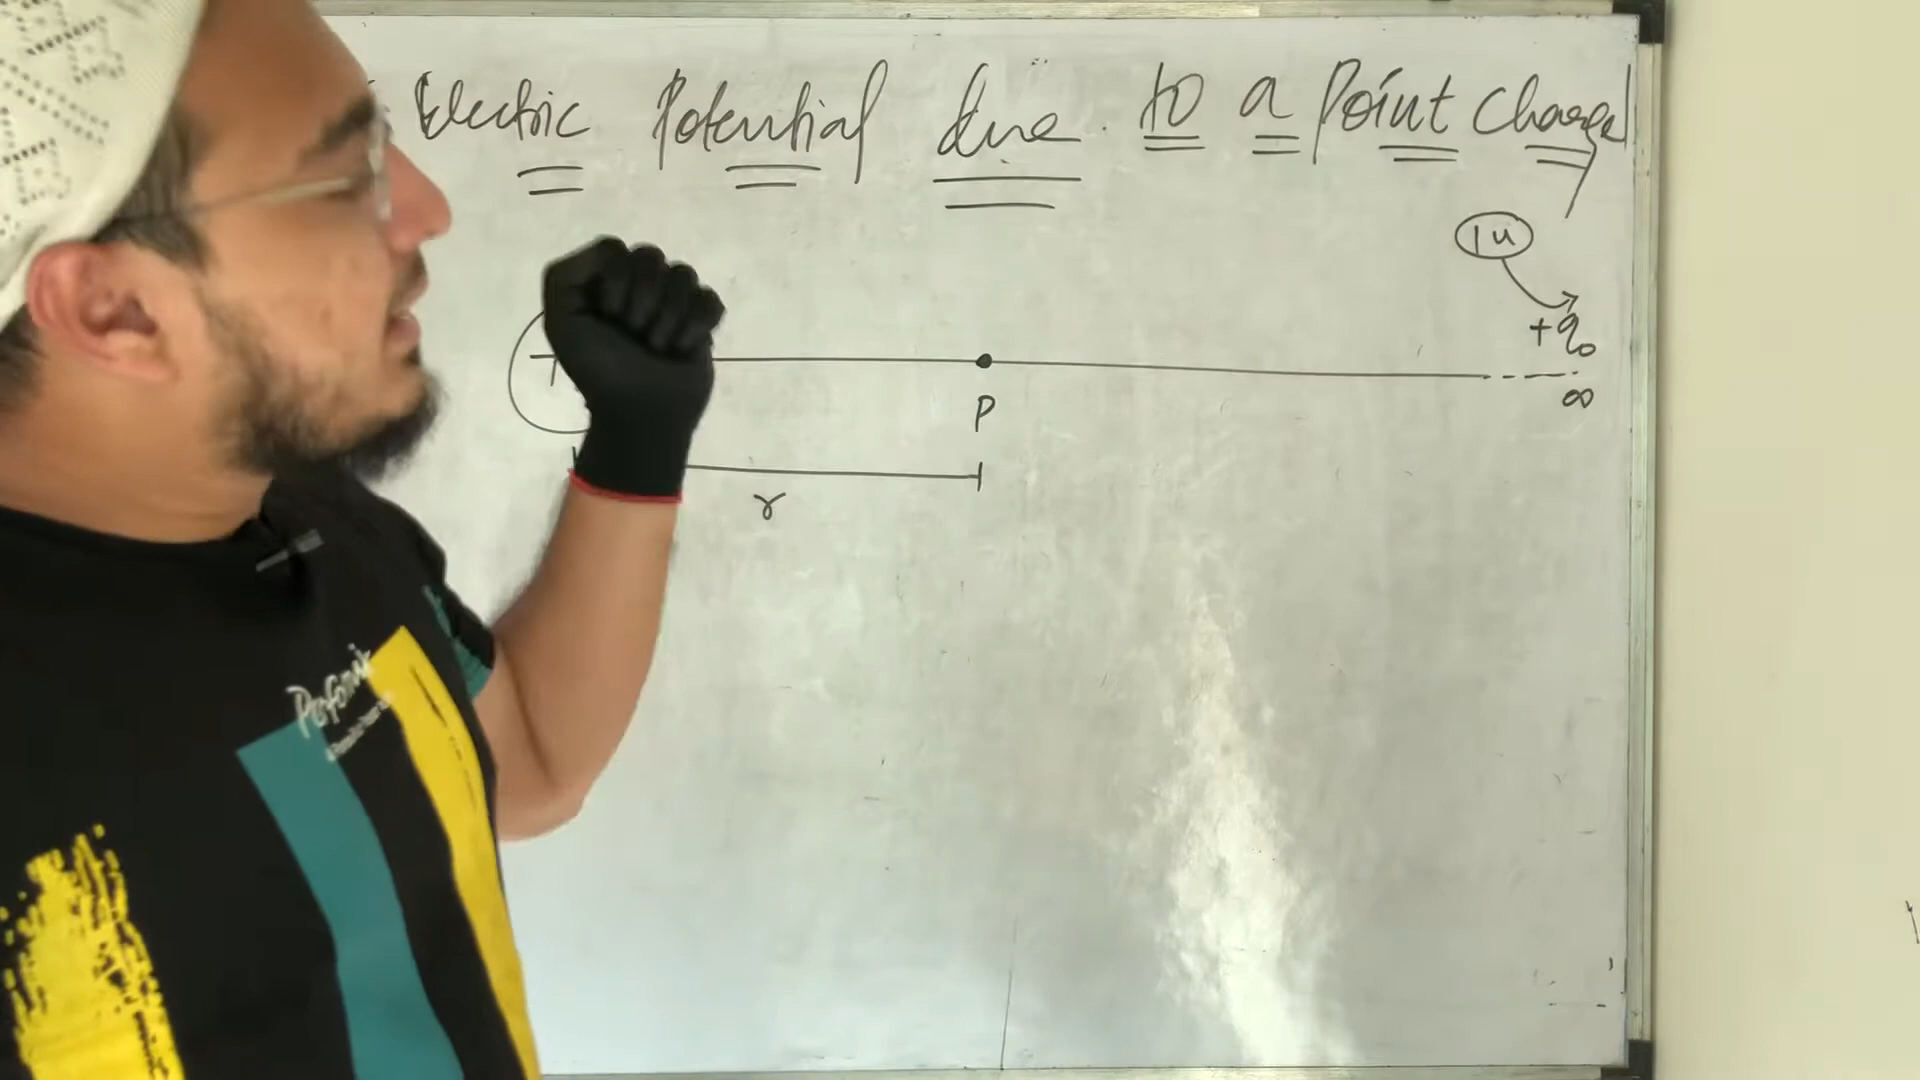 Electric Potential due to a Point Charge
1u
+q₀
+
P
∞
r